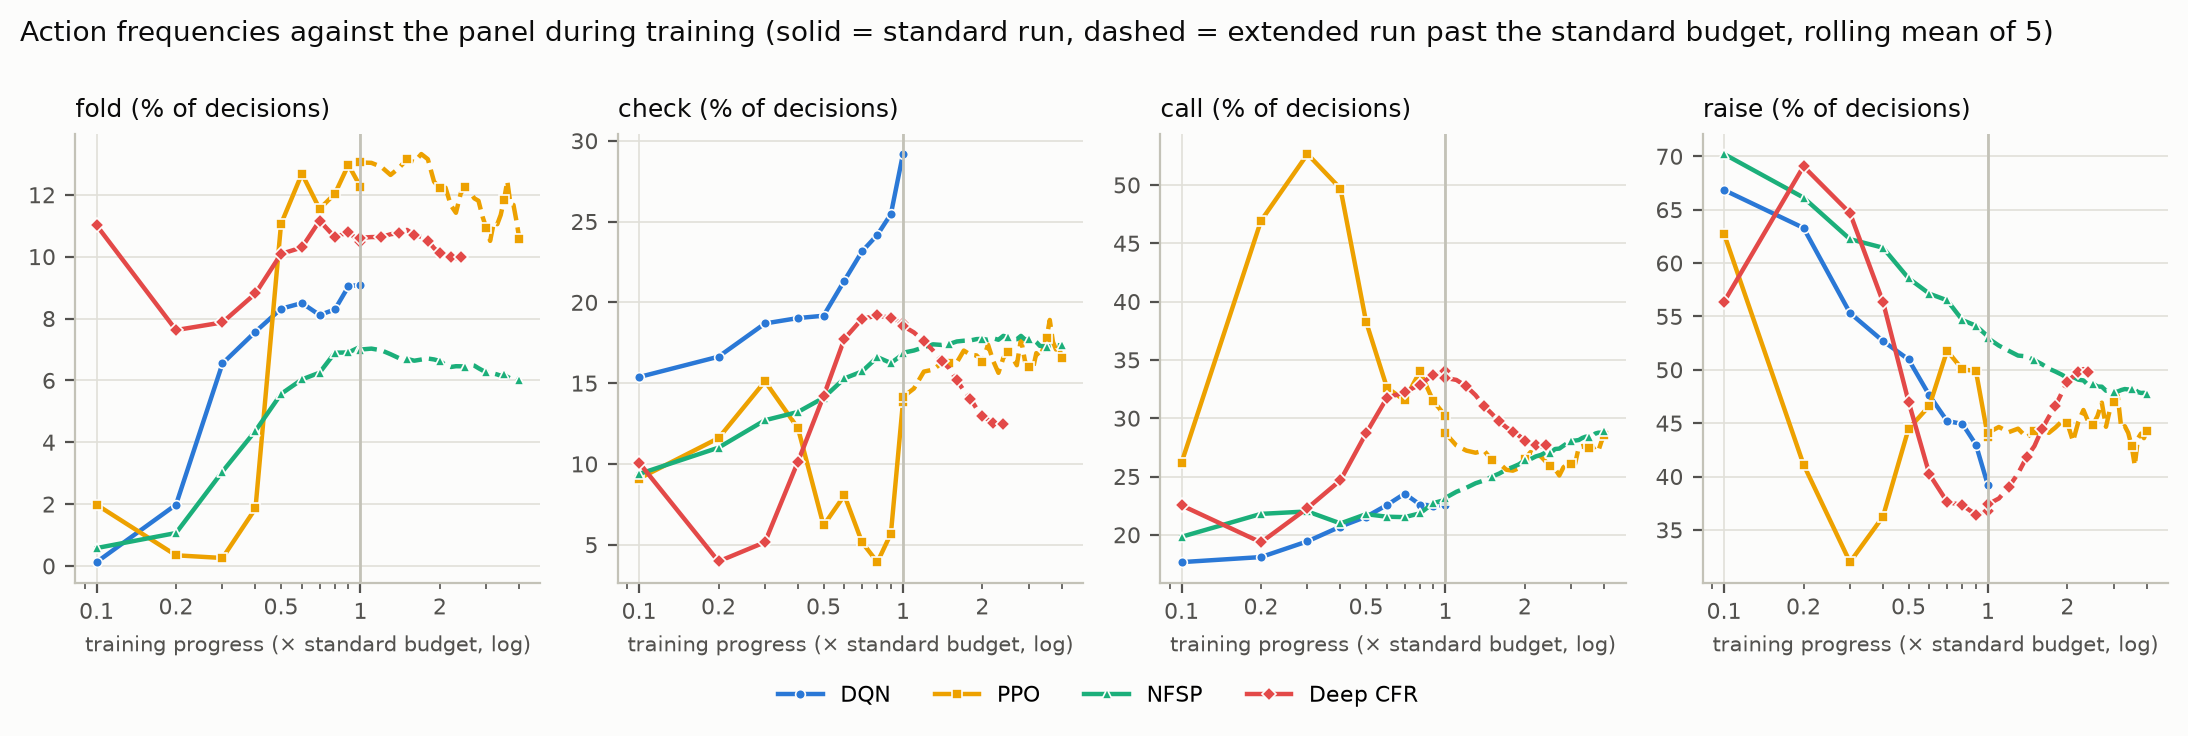 Action frequencies against the panel during training (solid = standard run, dashed = extended run past the standard budget, rolling mean of 5)
fold (% of decisions)
12
10
8
6
4
2
0
0.1 0.2 0.5 1 2
training progress (× standard budget, log)
check (% of decisions)
30
25
20
15
10
5
0.1 0.2 0.5 1 2
training progress (× standard budget, log)
call (% of decisions)
50
45
40
35
30
25
20
0.1 0.2 0.5 1 2
training progress (× standard budget, log)
raise (% of decisions)
70
65
60
55
50
45
40
35
0.1 0.2 0.5 1 2
training progress (× standard budget, log)
DQN PPO NFSP Deep CFR